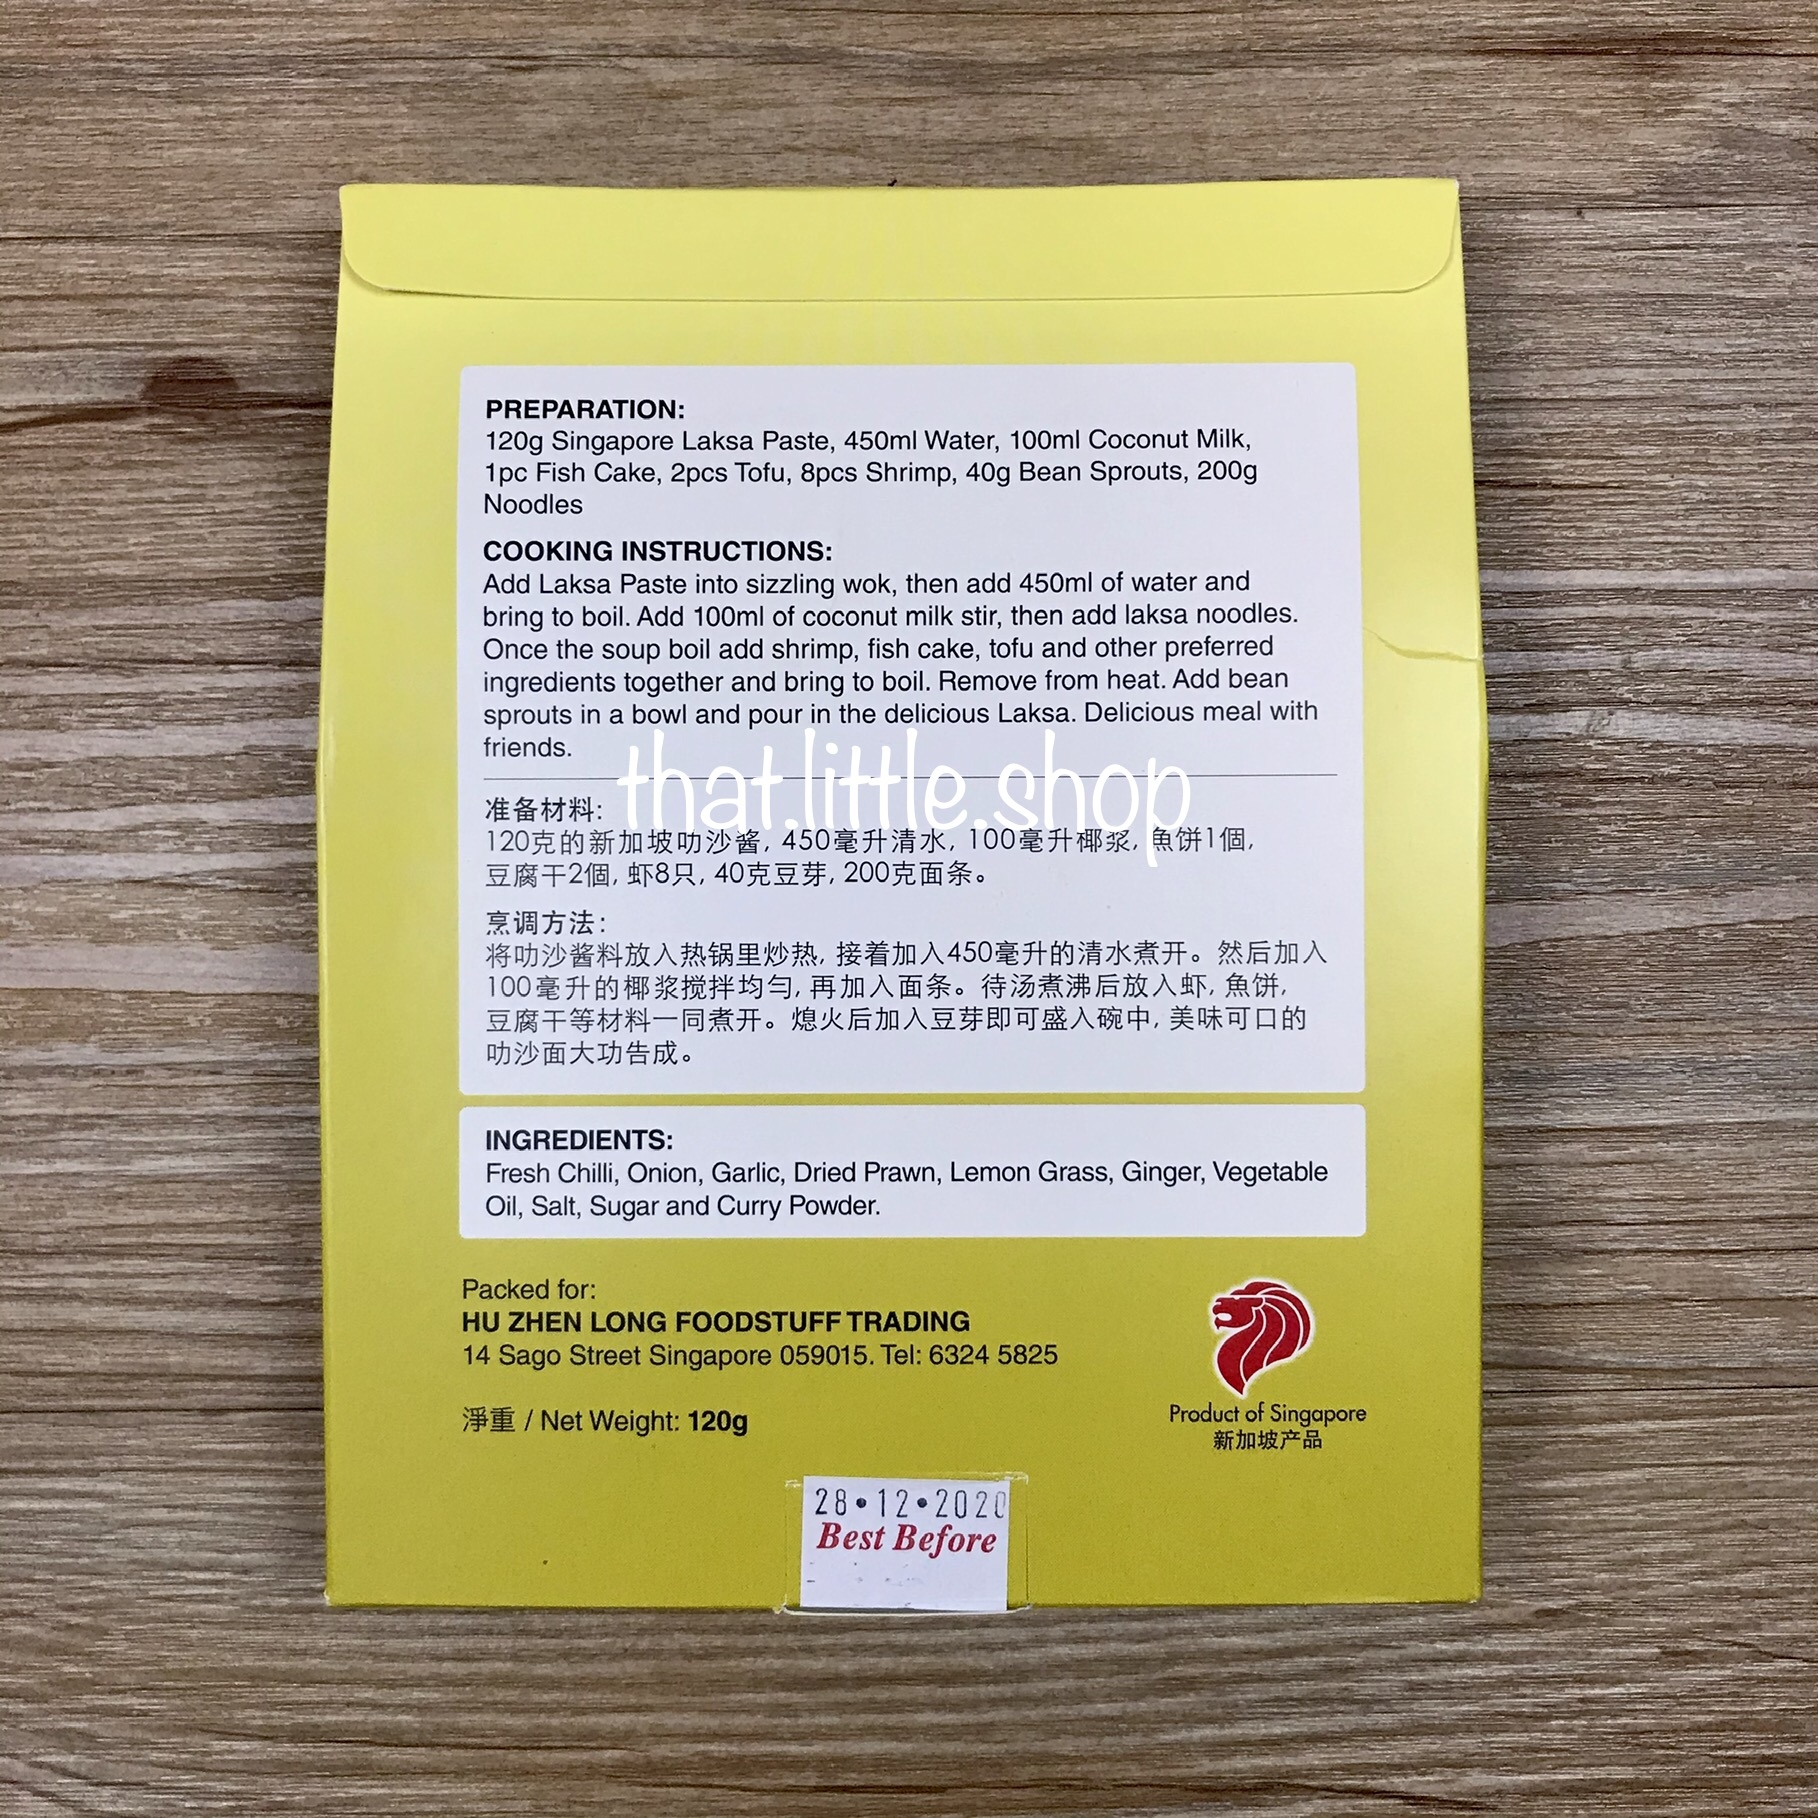 PREPARATION:
120g Singapore Laksa Paste, 450ml Water, 100ml Coconut Milk,
1pc Fish Cake, 2pcs Tofu, 8pcs Shrimp, 40g Bean Sprouts, 200g
Noodles
COOKING INSTRUCTIONS:
Add Laksa Paste into sizzling wok, then add 450ml of water and
bring to boil. Add 100ml of coconut milk stir, then add laksa noodles.
Once the soup boil add shrimp, fish cake, tofu and other preferred
ingredients together and bring to boil. Remove from heat. Add bean
sprouts in a bowl and pour in the delicious Laksa. Delicious meal with
friends.
that.little.shop
准备材料:
120克的新加坡叻沙酱, 450毫升清水, 100毫升椰浆, 魚饼1個,
豆腐干2個, 虾8只, 40克豆芽, 200克面条。
烹调方法:
将叻沙酱料放入热锅里炒热, 接着加入450毫升的清水煮开。然后加入
100毫升的椰浆搅拌均匀, 再加入面条。待汤煮沸后放入虾, 魚饼,
豆腐干等材料一同煮开。熄火后加入豆芽即可盛入碗中, 美味可口的
叻沙面大功告成。
INGREDIENTS:
Fresh Chilli, Onion, Garlic, Dried Prawn, Lemon Grass, Ginger, Vegetable
Oil, Salt, Sugar and Curry Powder.
Packed for:
HU ZHEN LONG FOODSTUFF TRADING
14 Sago Street Singapore 059015. Tel: 6324 5825
淨重 / Net Weight: 120g
Product of Singapore
新加坡产品
28•12•2020
Best Before